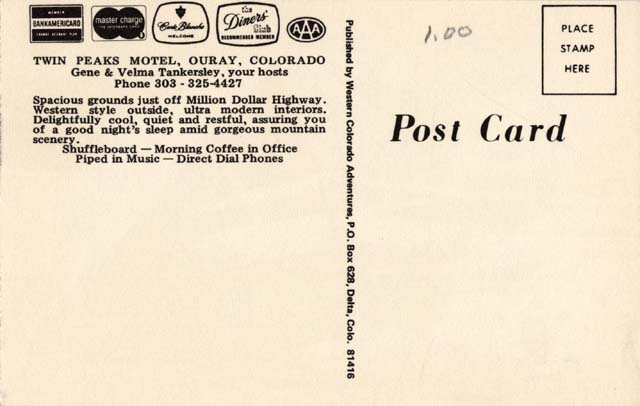 MEMBER
BANKAMERICARD
master charge
THE INTERBANK CARD
Carte Blanche
WELCOME
the
Diners'
Club
RECOMMENDED MEMBER
AAA
TWIN PEAKS MOTEL, OURAY, COLORADO
Gene & Velma Tankersley, your hosts
Phone 303 - 325-4427
Spacious grounds just off Million Dollar Highway.
Western style outside, ultra modern interiors.
Delightfully cool, quiet and restful, assuring you
of a good night's sleep amid gorgeous mountain
scenery.
Shuffleboard — Morning Coffee in Office
Piped in Music — Direct Dial Phones
Published by Western Colorado Adventures, P.O. Box 628, Delta, Colo. 81416
1.00
PLACE
STAMP
HERE
Post Card